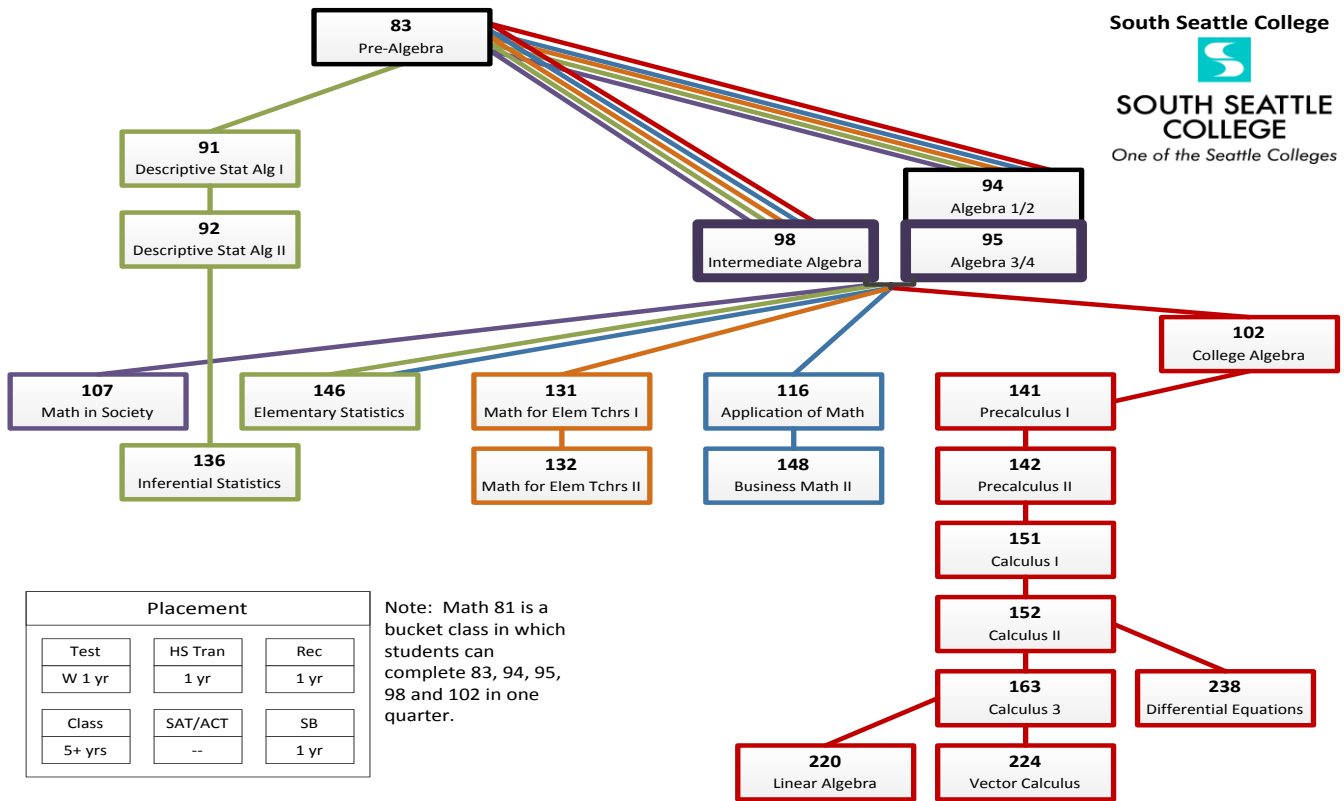 83
Pre-Algebra
South Seattle College
SOUTH SEATTLE
COLLEGE
One of the Seattle Colleges
91
Descriptive Stat Alg I
94
Algebra 1/2
92
Descriptive Stat Alg II
98
Intermediate Algebra
95
Algebra 3/4
102
College Algebra
107
Math in Society
146
Elementary Statistics
131
Math for Elem Tchrs I
116
Application of Math
141
Precalculus I
136
Inferential Statistics
132
Math for Elem Tchrs II
148
Business Math II
142
Precalculus II
151
Calculus I
152
Calculus II
163
Calculus 3
238
Differential Equations
220
Linear Algebra
224
Vector Calculus
Placement
Test
W 1 yr
HS Tran
1 yr
Rec
1 yr
Class
5+ yrs
SAT/ACT
--
SB
1 yr
Note:  Math 81 is a
bucket class in which
students can
complete 83, 94, 95,
98 and 102 in one
quarter.